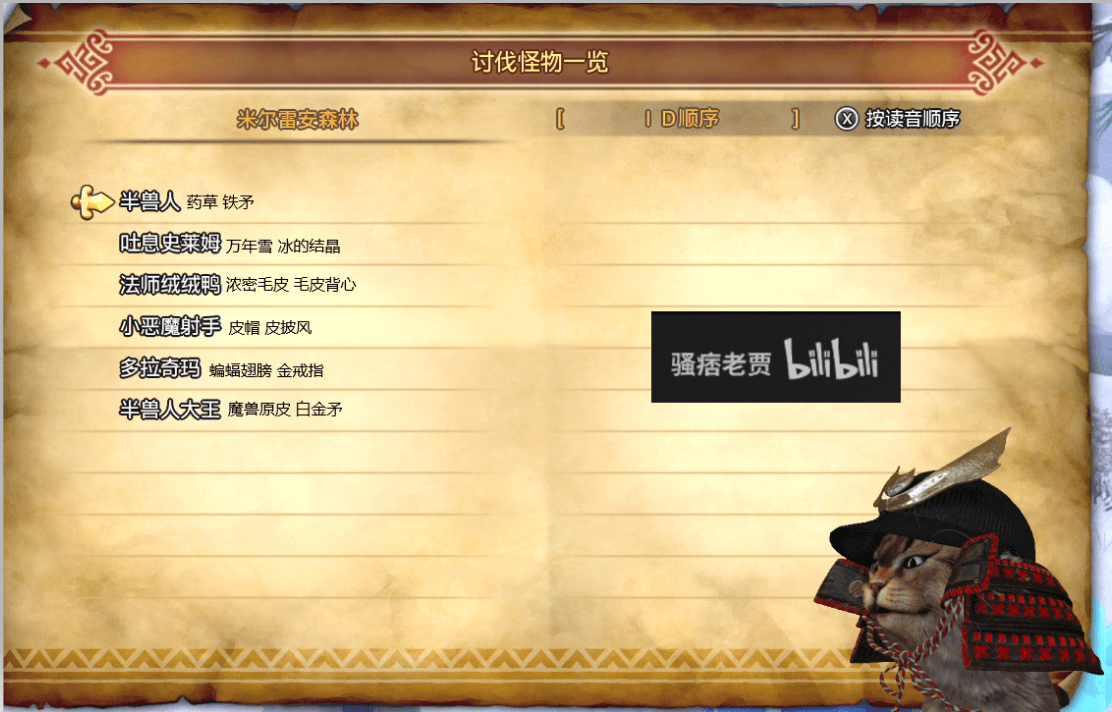 讨伐怪物一览
米尔雷安森林 [ ID顺序 ] X 按读音顺序
半兽人 药草 铁矛
吐息史莱姆 万年雪 冰的结晶
法师绒绒鸭 浓密毛皮 毛皮背心
小恶魔射手 皮帽 皮披风
多拉奇玛 蝙蝠翅膀 金戒指
半兽人大王 魔兽原皮 白金矛
骚痞老贾 bilibili